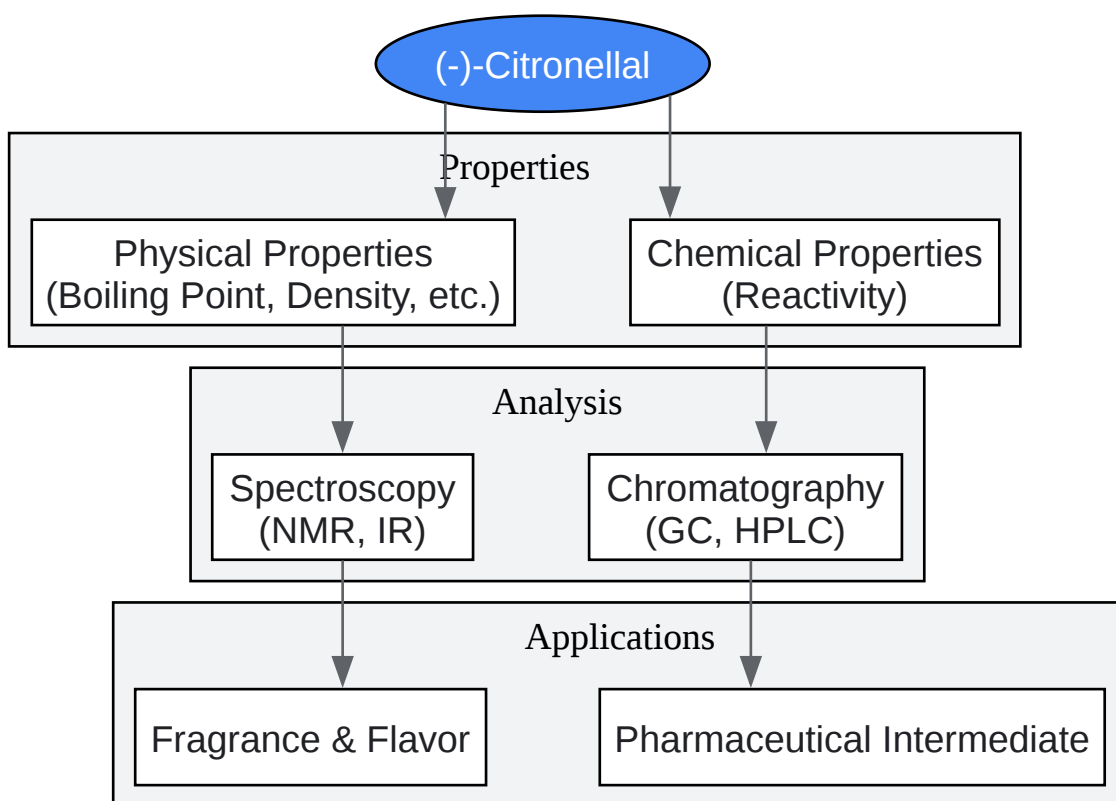 (-)-Citronellal
Properties
Physical Properties
(Boiling Point, Density, etc.)
Chemical Properties
(Reactivity)
Analysis
Spectroscopy
(NMR, IR)
Chromatography
(GC, HPLC)
Applications
Fragrance & Flavor
Pharmaceutical Intermediate